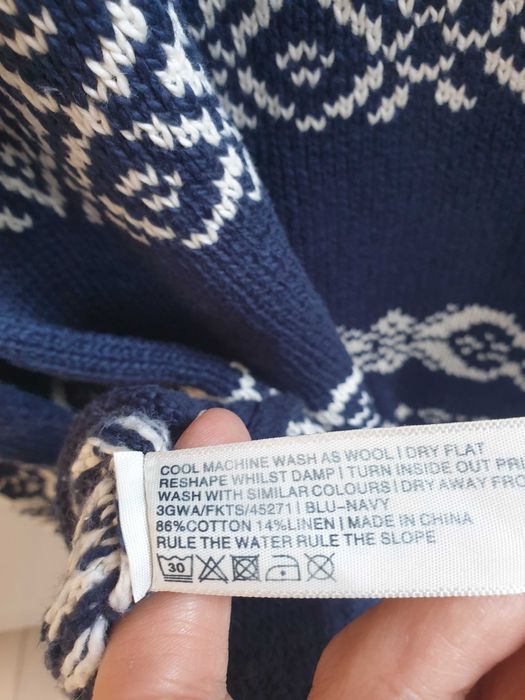 COOL MACHINE WASH AS WOOL | DRY FLAT
RESHAPE WHILST DAMP | TURN INSIDE OUT PRI
WASH WITH SIMILAR COLOURS | DRY AWAY FRO
3GWA/FKTS/45271 | BLU-NAVY
86%COTTON 14%LINEN | MADE IN CHINA
RULE THE WATER RULE THE SLOPE
30